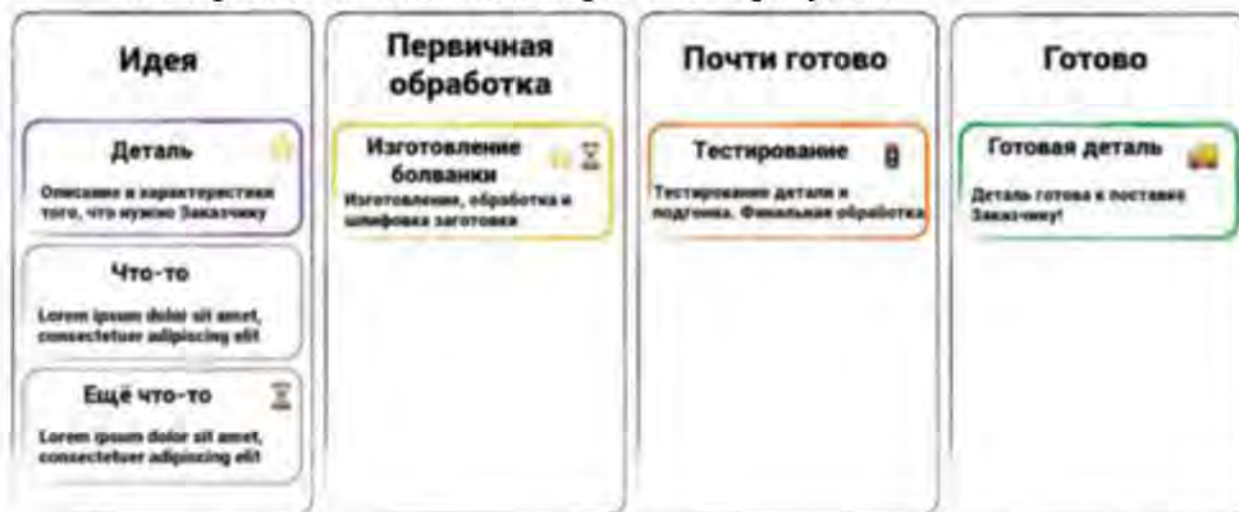 Идея
Деталь
Описание и характеристики
того, что нужно Заказчику
Что-то
Lorem ipsum dolor sit amet,
consectetuer adipiscing elit
Ещё что-то
Lorem ipsum dolor sit amet,
consectetuer adipiscing elit
Первичная
обработка
Изготовление
болванки
Изготовление, обработка и
шлифовка заготовки
Почти готово
Тестирование
Тестирование детали и
подгонка. Финальная обработка
Готово
Готовая деталь
Деталь готова к поставке
Заказчику!